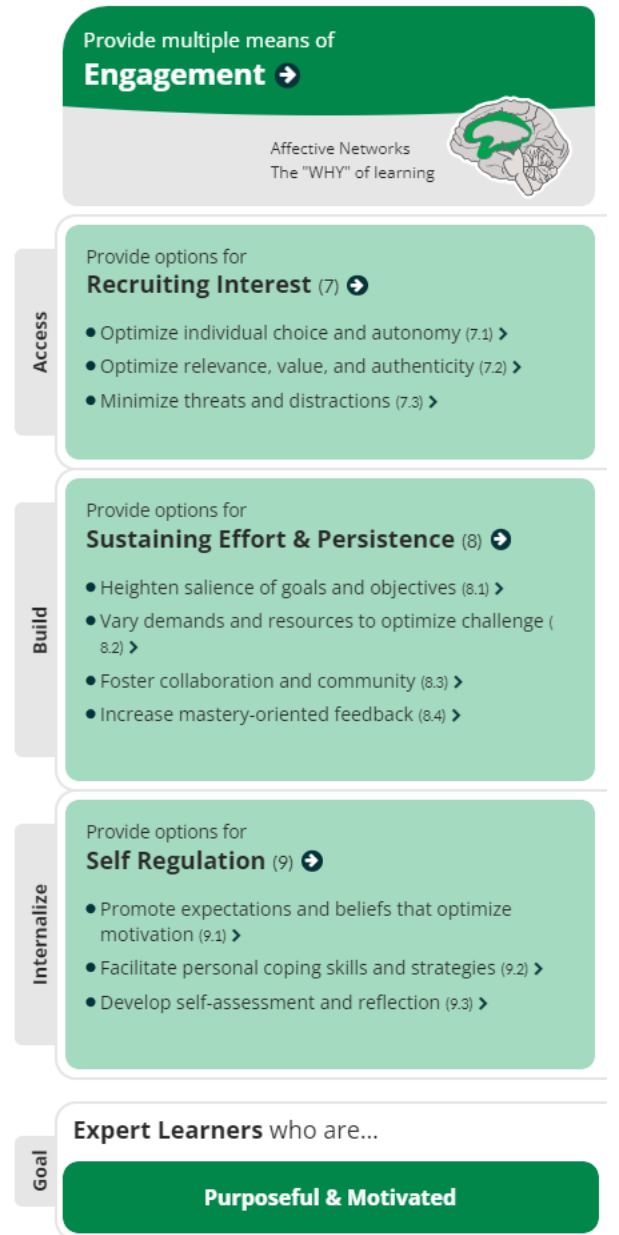 Provide multiple means of
Engagement
Affective Networks
The "WHY" of learning
Access
Provide options for
Recruiting Interest (7)
Optimize individual choice and autonomy (7.1)
Optimize relevance, value, and authenticity (7.2)
Minimize threats and distractions (7.3)
Build
Provide options for
Sustaining Effort & Persistence (8)
Heighten salience of goals and objectives (8.1)
Vary demands and resources to optimize challenge (
8.2)
Foster collaboration and community (8.3)
Increase mastery-oriented feedback (8.4)
Internalize
Provide options for
Self Regulation (9)
Promote expectations and beliefs that optimize
motivation (9.1)
Facilitate personal coping skills and strategies (9.2)
Develop self-assessment and reflection (9.3)
Goal
Expert Learners who are...
Purposeful & Motivated